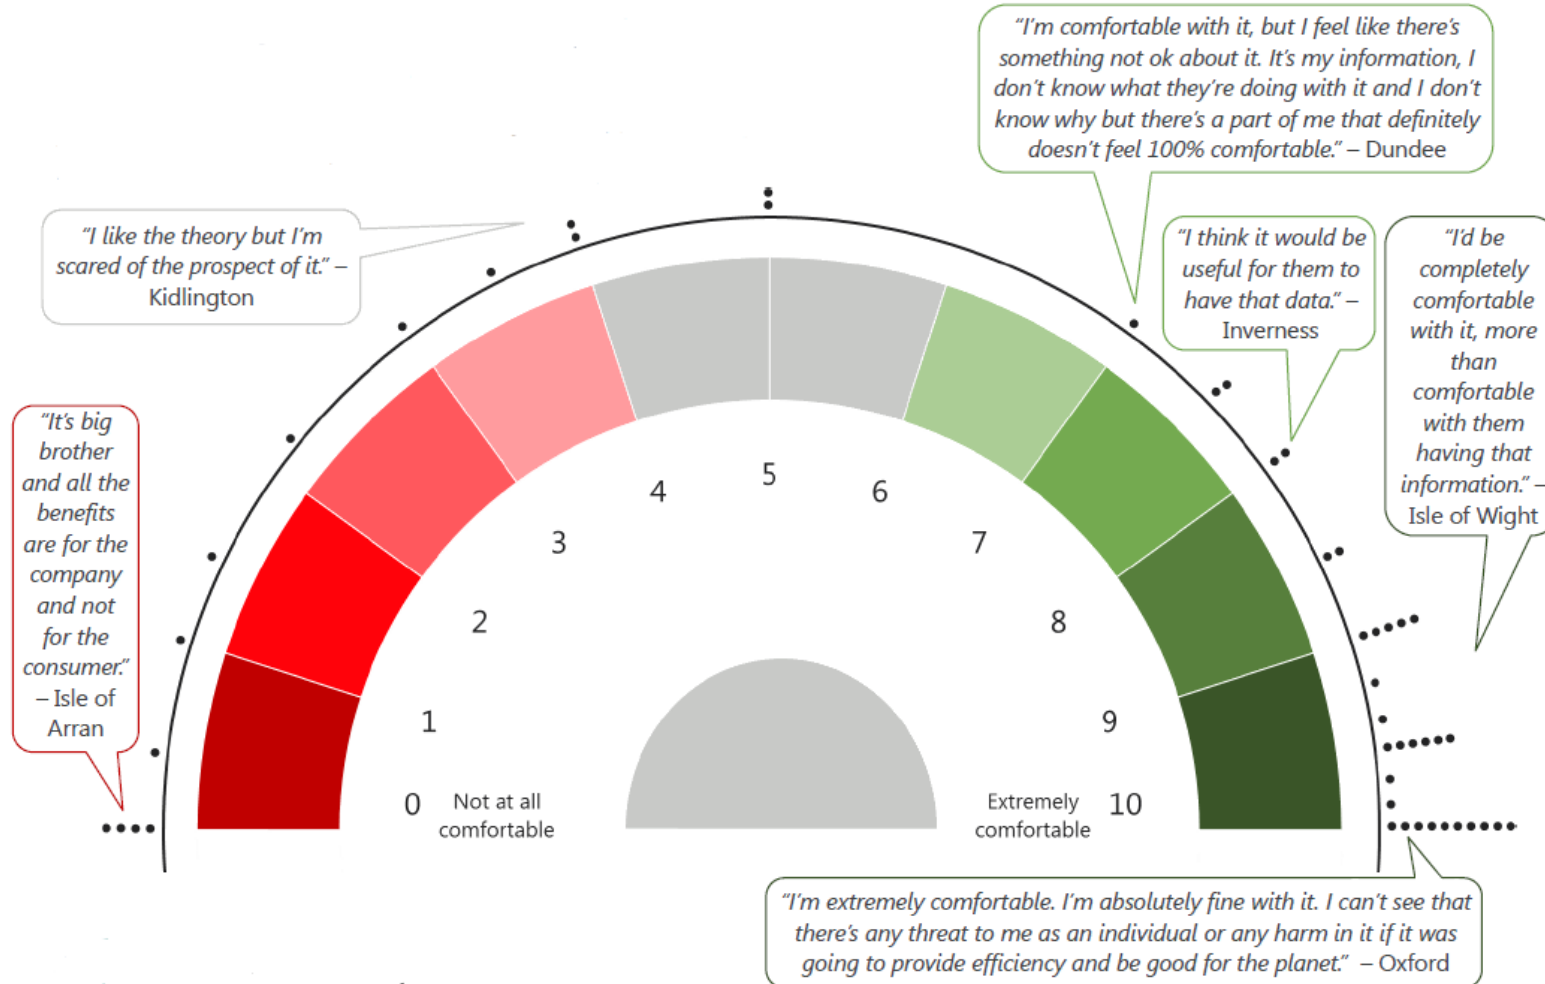 “I’m comfortable with it, but I feel like there’s
something not ok about it. It’s my information, I
don’t know what they’re doing with it and I don’t
know why but there’s a part of me that definitely
doesn’t feel 100% comfortable.” – Dundee
“I like the theory but I’m
scared of the prospect of it.” –
Kidlington
“I think it would be
useful for them to
have that data.” –
Inverness
“I’d be
completely
comfortable
with it, more
than
comfortable
with them
having that
information.” –
Isle of Wight
“It’s big
brother
and all the
benefits
are for the
company
and not
for the
consumer.”
– Isle of
Arran
0
1
2
3
4
5
6
7
8
9
10
Not at all
comfortable
Extremely
comfortable
“I’m extremely comfortable. I’m absolutely fine with it. I can’t see that
there’s any threat to me as an individual or any harm in it if it was
going to provide efficiency and be good for the planet.” – Oxford